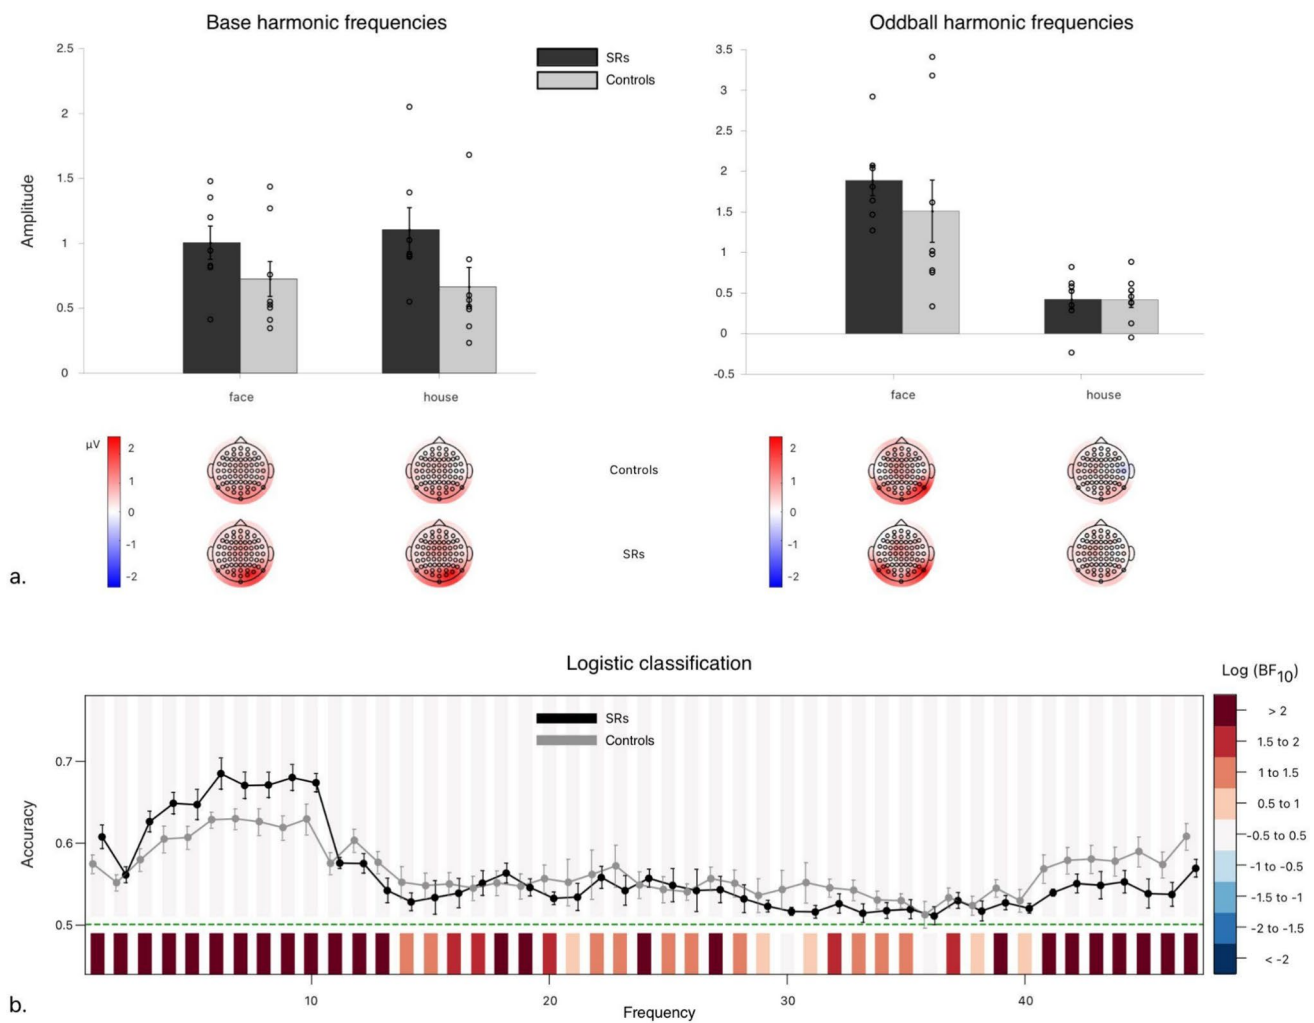 Base harmonic frequencies
Oddball harmonic frequencies
SRs
Controls
Amplitude
2.5
2
1.5
1
0.5
0
face
house
3.5
3
2.5
2
1.5
1
0.5
0
-0.5
face
house
μV
2
1
0
-1
-2
Controls
SRs
2
1
0
-1
-2
a.
Logistic classification
SRs
Controls
Accuracy
0.7
0.6
0.5
10
20
30
40
Frequency
Log (BF10)
> 2
1.5 to 2
1 to 1.5
0.5 to 1
-0.5 to 0.5
-1 to -0.5
-1.5 to -1
-2 to -1.5
< -2
b.